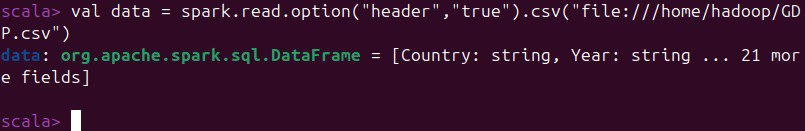 scala> val data = spark.read.option("header","true").csv("file:///home/hadoop/GD
P.csv")
data: org.apache.spark.sql.DataFrame = [Country: string, Year: string ... 21 mor
e fields]
scala>